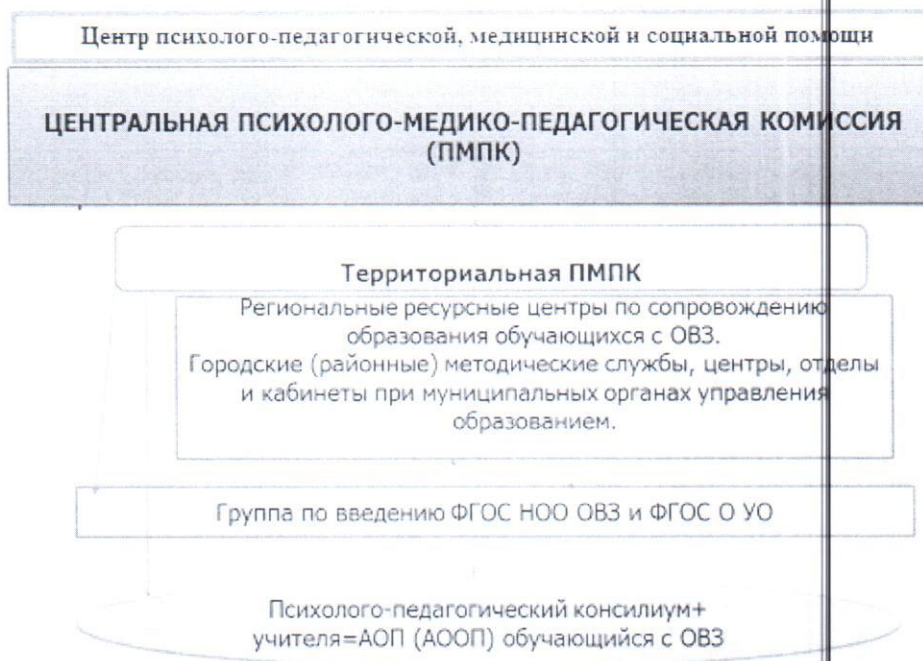 Центр психолого-педагогической, медицинской и социальной помощи
ЦЕНТРАЛЬНАЯ ПСИХОЛОГО-МЕДИКО-ПЕДАГОГИЧЕСКАЯ КОМИССИЯ
(ПМПК)
Территориальная ПМПК
Региональные ресурсные центры по сопровождению
образования обучающихся с ОВЗ.
Городские (районные) методические службы, центры, отделы
и кабинеты при муниципальных органах управления
образованием.
Группа по введению ФГОС НОО ОВЗ и ФГОС О УО
Психолого-педагогический консилиум+
учителя=АОП (АООП) обучающийся с ОВЗ